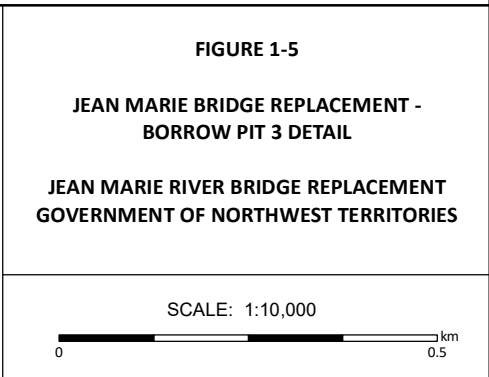 FIGURE 1-5
JEAN MARIE BRIDGE REPLACEMENT -
BORROW PIT 3 DETAIL
JEAN MARIE RIVER BRIDGE REPLACEMENT
GOVERNMENT OF NORTHWEST TERRITORIES
SCALE: 1:10,000
km
0 0.5